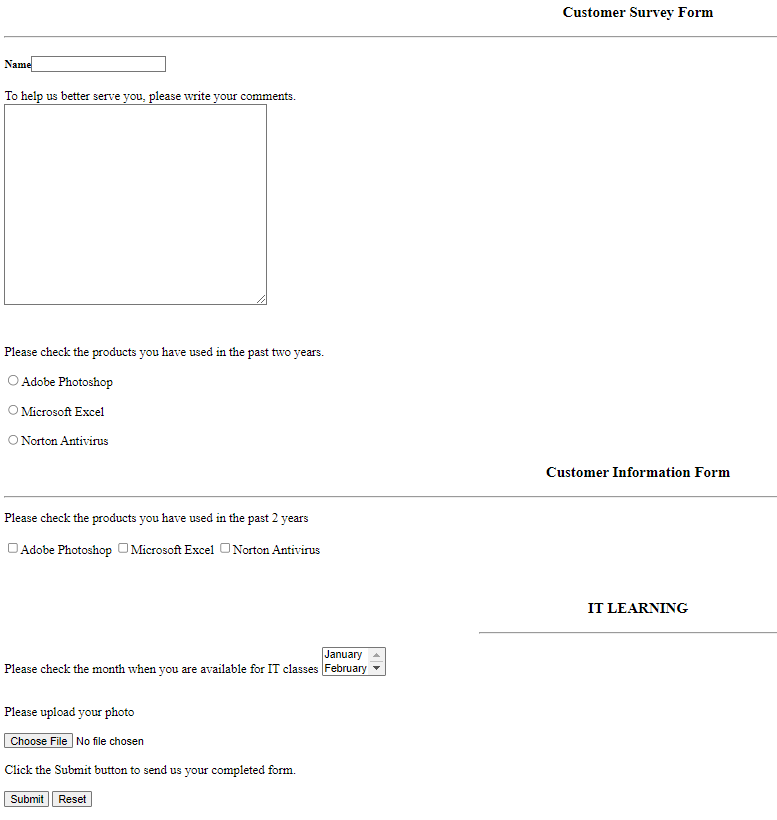 Customer Survey Form
Name
To help us better serve you, please write your comments.
Please check the products you have used in the past two years.
Adobe Photoshop
Microsoft Excel
Norton Antivirus
Customer Information Form
Please check the products you have used in the past 2 years
Adobe Photoshop Microsoft Excel Norton Antivirus
IT LEARNING
January
Please check the month when you are available for IT classes February
Please upload your photo
Choose File No file chosen
Click the Submit button to send us your completed form.
Submit Reset